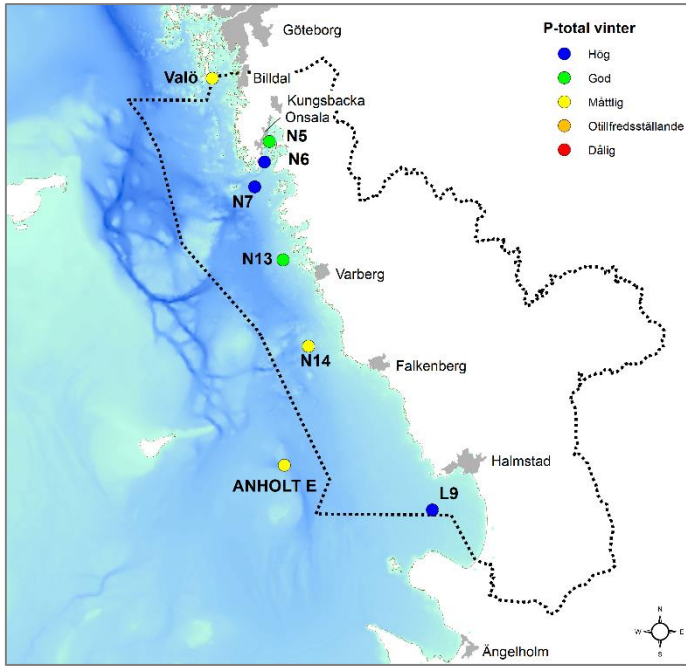 P-total vinter
Hög
God
Måttlig
Otillfredsställande
Dålig
Göteborg
Valö
Billdal
Kungsbacka
Onsala
N5
N6
N7
N13
Varberg
N14
Falkenberg
Halmstad
ANHOLT E
L9
Ängelholm
N
W
E
S